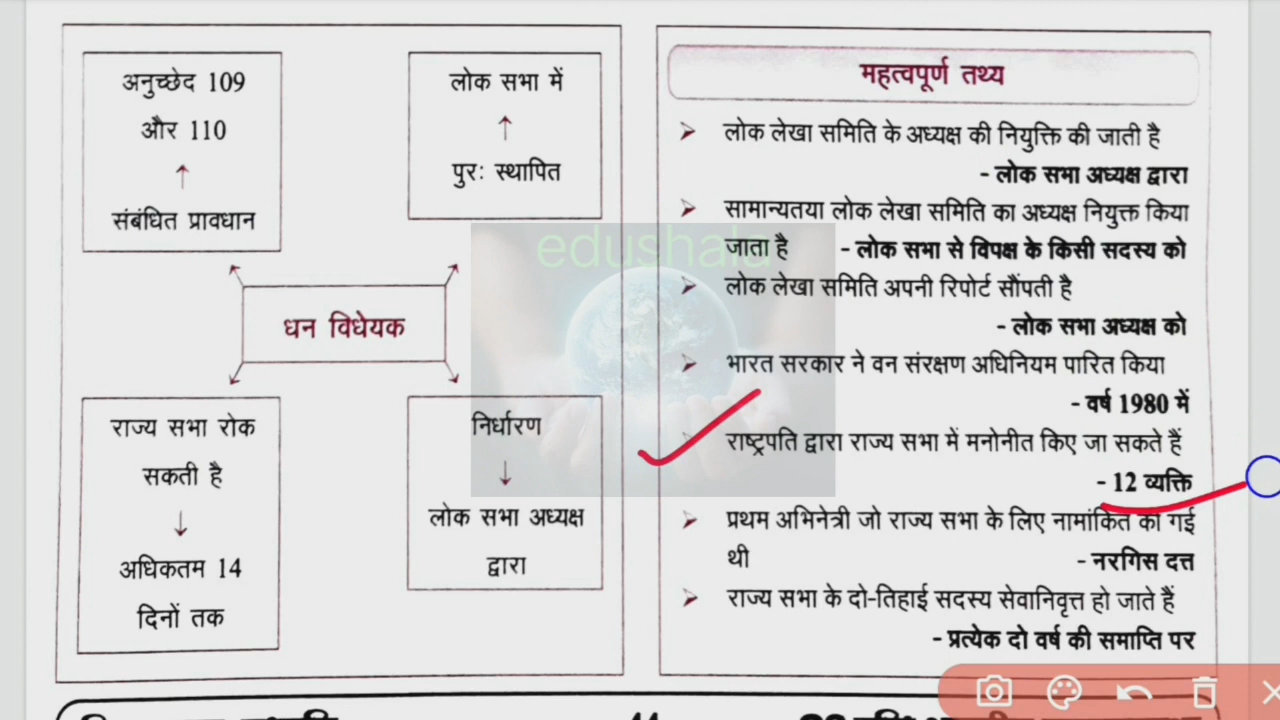 अनुच्छेद 109
और 110
↑
संबंधित प्रावधान
लोक सभा में
↑
पुरः स्थापित
धन विधेयक
राज्य सभा रोक
सकती है
↓
अधिकतम 14
दिनों तक
निर्धारण
↓
लोक सभा अध्यक्ष
द्वारा
edushala
महत्वपूर्ण तथ्य
➢ लोक लेखा समिति के अध्यक्ष की नियुक्ति की जाती है
- लोक सभा अध्यक्ष द्वारा
➢ सामान्यतया लोक लेखा समिति का अध्यक्ष नियुक्त किया
जाता है - लोक सभा से विपक्ष के किसी सदस्य को
➢ लोक लेखा समिति अपनी रिपोर्ट सौंपती है
- लोक सभा अध्यक्ष को
➢ भारत सरकार ने वन संरक्षण अधिनियम पारित किया
- वर्ष 1980 में
➢ राष्ट्रपति द्वारा राज्य सभा में मनोनीत किए जा सकते हैं
- 12 व्यक्ति
➢ प्रथम अभिनेत्री जो राज्य सभा के लिए नामांकित की गई
थी - नरगिस दत्त
➢ राज्य सभा के दो-तिहाई सदस्य सेवानिवृत्त हो जाते हैं
- प्रत्येक दो वर्ष की समाप्ति पर